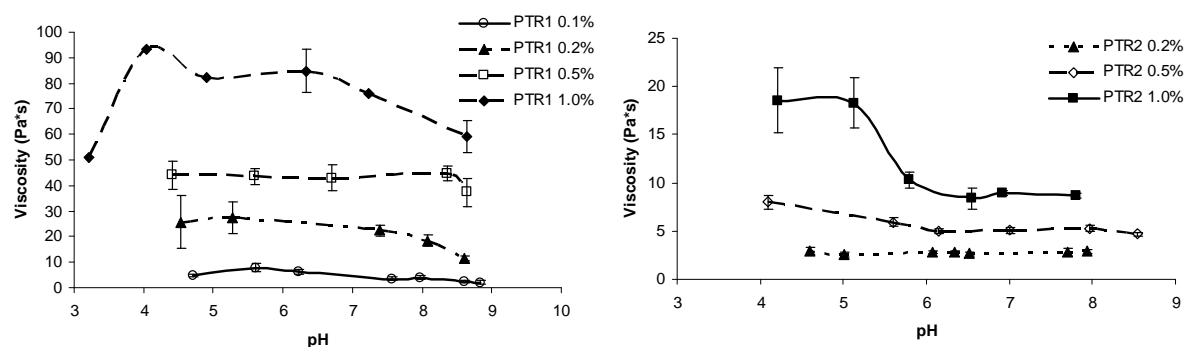 PTR1 0.1%
PTR1 0.2%
PTR1 0.5%
PTR1 1.0%
Viscosity (Pa*s)
100
90
80
70
60
50
40
30
20
10
0
3 4 5 6 7 8 9 10
pH
PTR2 0.2%
PTR2 0.5%
PTR2 1.0%
Viscosity (Pa*s)
25
20
15
10
5
0
3 4 5 6 7 8 9
pH